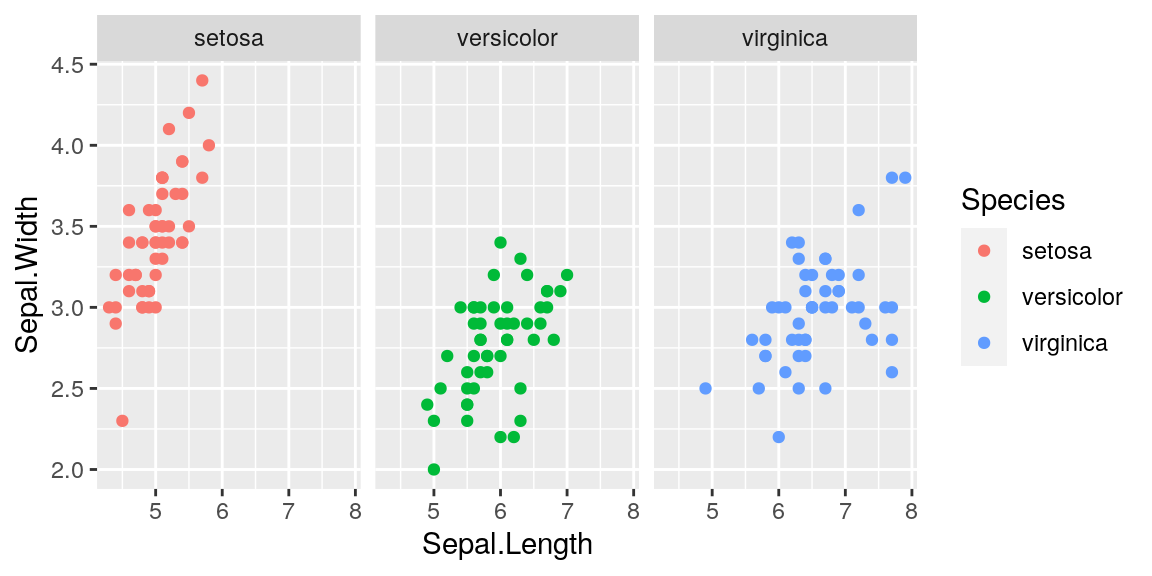 setosa
versicolor
virginica
4.5
4.0
3.5
3.0
2.5
2.0
Sepal.Width
5 6 7 8
5 6 7 8
5 6 7 8
Sepal.Length
Species
setosa
versicolor
virginica